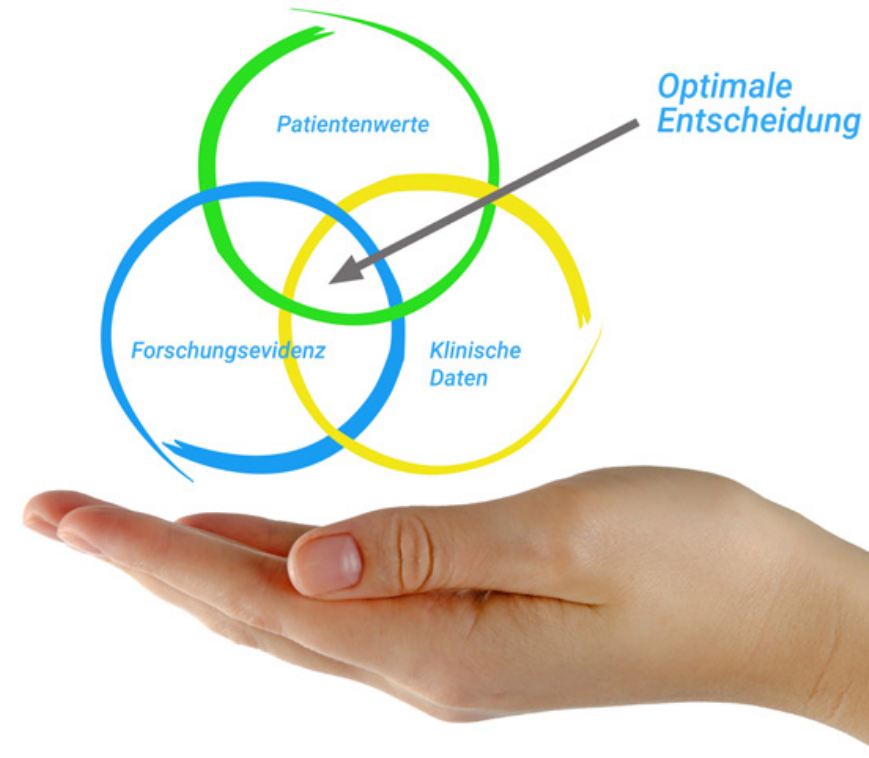 Optimale
Entscheidung
Patientenwerte
Forschungsevidenz
Klinische
Daten